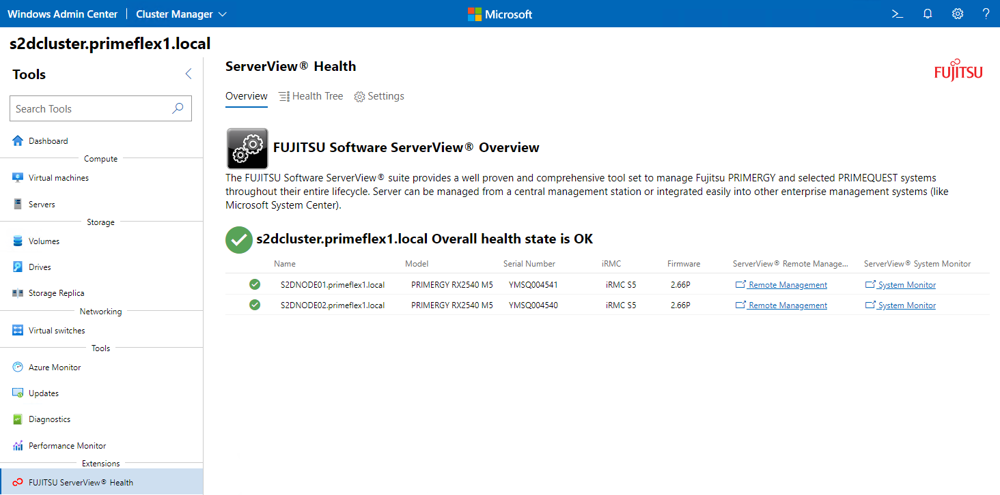 Windows Admin Center Cluster Manager Microsoft ?
s2dcluster.primeflex1.local
Tools
Search Tools
Dashboard
Compute
Virtual machines
Servers
Storage
Volumes
Drives
Storage Replica
Networking
Virtual switches
Tools
Azure Monitor
Updates
Diagnostics
Performance Monitor
Extensions
FUJITSU ServerView® Health
ServerView® Health
FUJITSU
Overview Health Tree Settings
FUJITSU Software ServerView® Overview
The FUJITSU Software ServerView® suite provides a well proven and comprehensive tool set to manage Fujitsu PRIMERGY and selected PRIMEQUEST systems
throughout their entire lifecycle. Server can be managed from a central management station or integrated easily into other enterprise management systems (like
Microsoft System Center).
s2dcluster.primeflex1.local Overall health state is OK
Name Model Serial Number iRMC Firmware ServerView® Remote Manage... ServerView® System Monitor
S2DNODE01.primeflex1.local PRIMERGY RX2540 M5 YMSQ004541 iRMC S5 2.66P Remote Management System Monitor
S2DNODE02.primeflex1.local PRIMERGY RX2540 M5 YMSQ004540 iRMC S5 2.66P Remote Management System Monitor